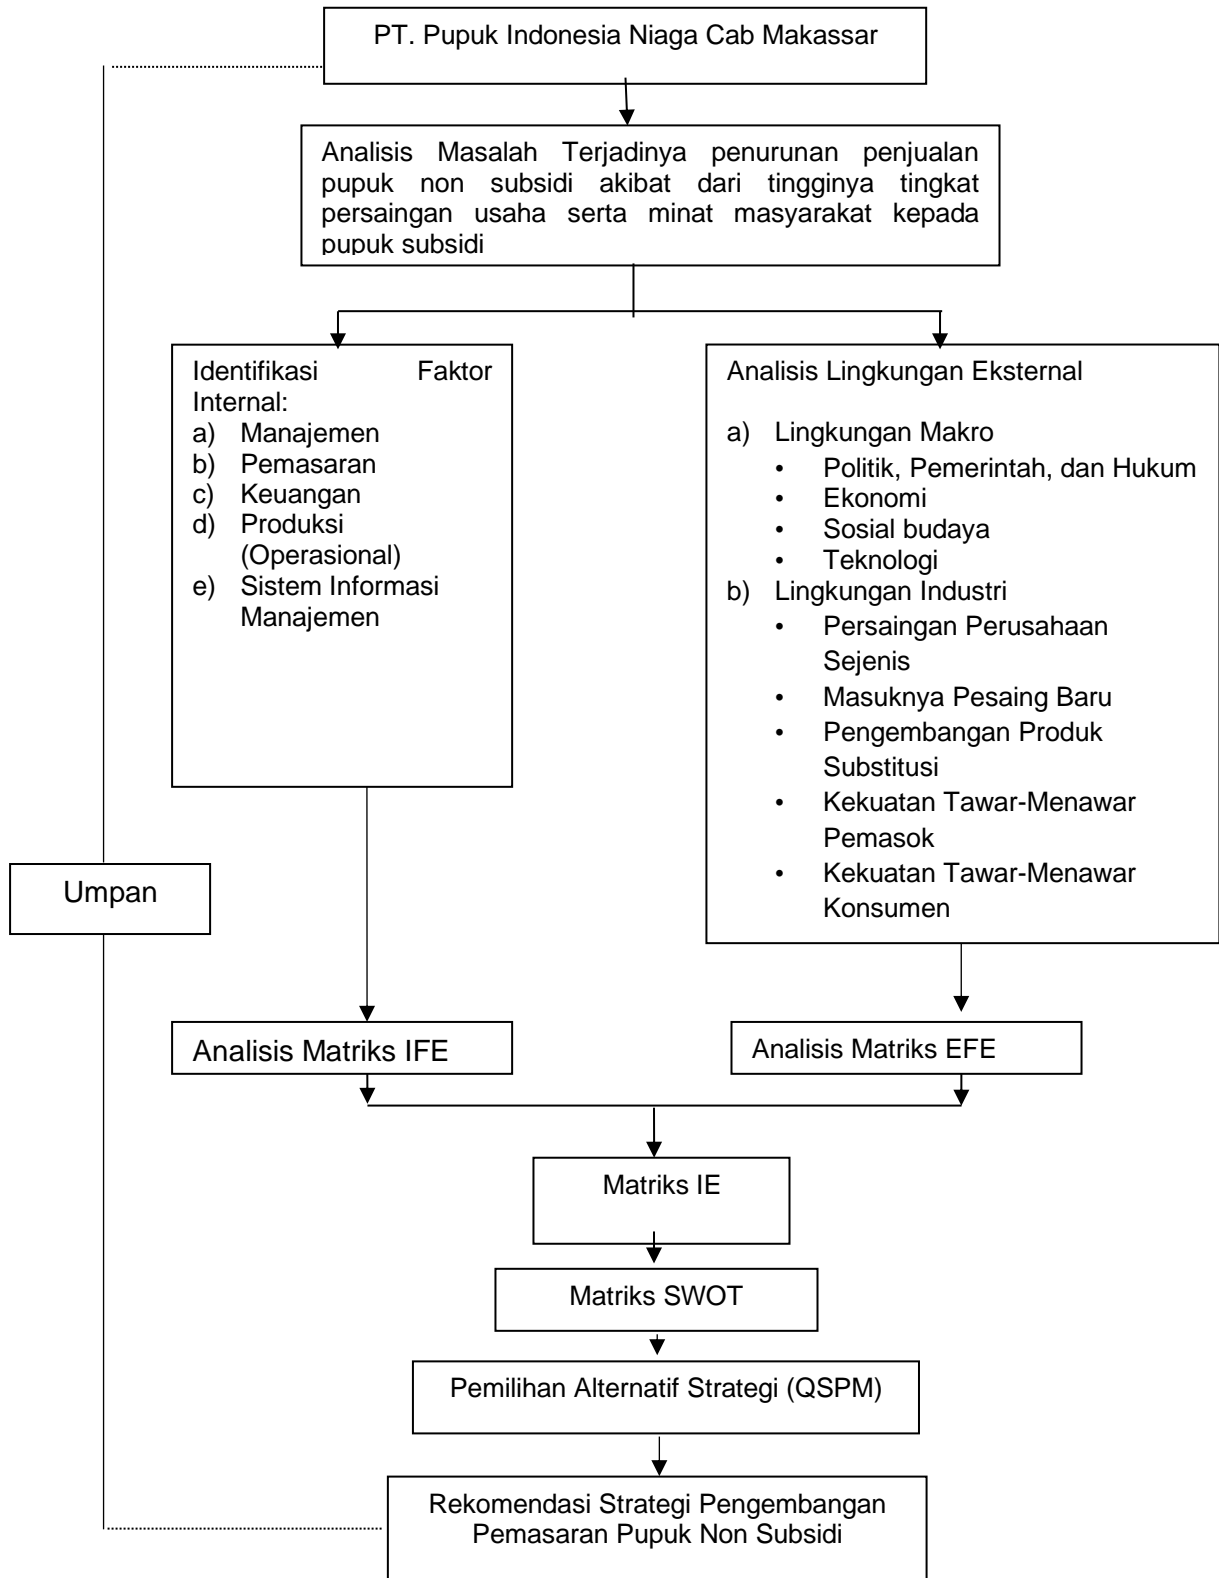 PT. Pupuk Indonesia Niaga Cab Makassar
Analisis Masalah Terjadinya penurunan penjualan
pupuk non subsidi akibat dari tingginya tingkat
persaingan usaha serta minat masyarakat kepada
pupuk subsidi
Identifikasi Faktor
Internal:
a) Manajemen
b) Pemasaran
c) Keuangan
d) Produksi
(Operasional)
e) Sistem Informasi
Manajemen
Analisis Lingkungan Eksternal
a) Lingkungan Makro
• Politik, Pemerintah, dan Hukum
• Ekonomi
• Sosial budaya
• Teknologi
b) Lingkungan Industri
• Persaingan Perusahaan
Sejenis
• Masuknya Pesaing Baru
• Pengembangan Produk
Substitusi
• Kekuatan Tawar-Menawar
Pemasok
• Kekuatan Tawar-Menawar
Konsumen
Umpan
Analisis Matriks IFE
Analisis Matriks EFE
Matriks IE
Matriks SWOT
Pemilihan Alternatif Strategi (QSPM)
Rekomendasi Strategi Pengembangan
Pemasaran Pupuk Non Subsidi